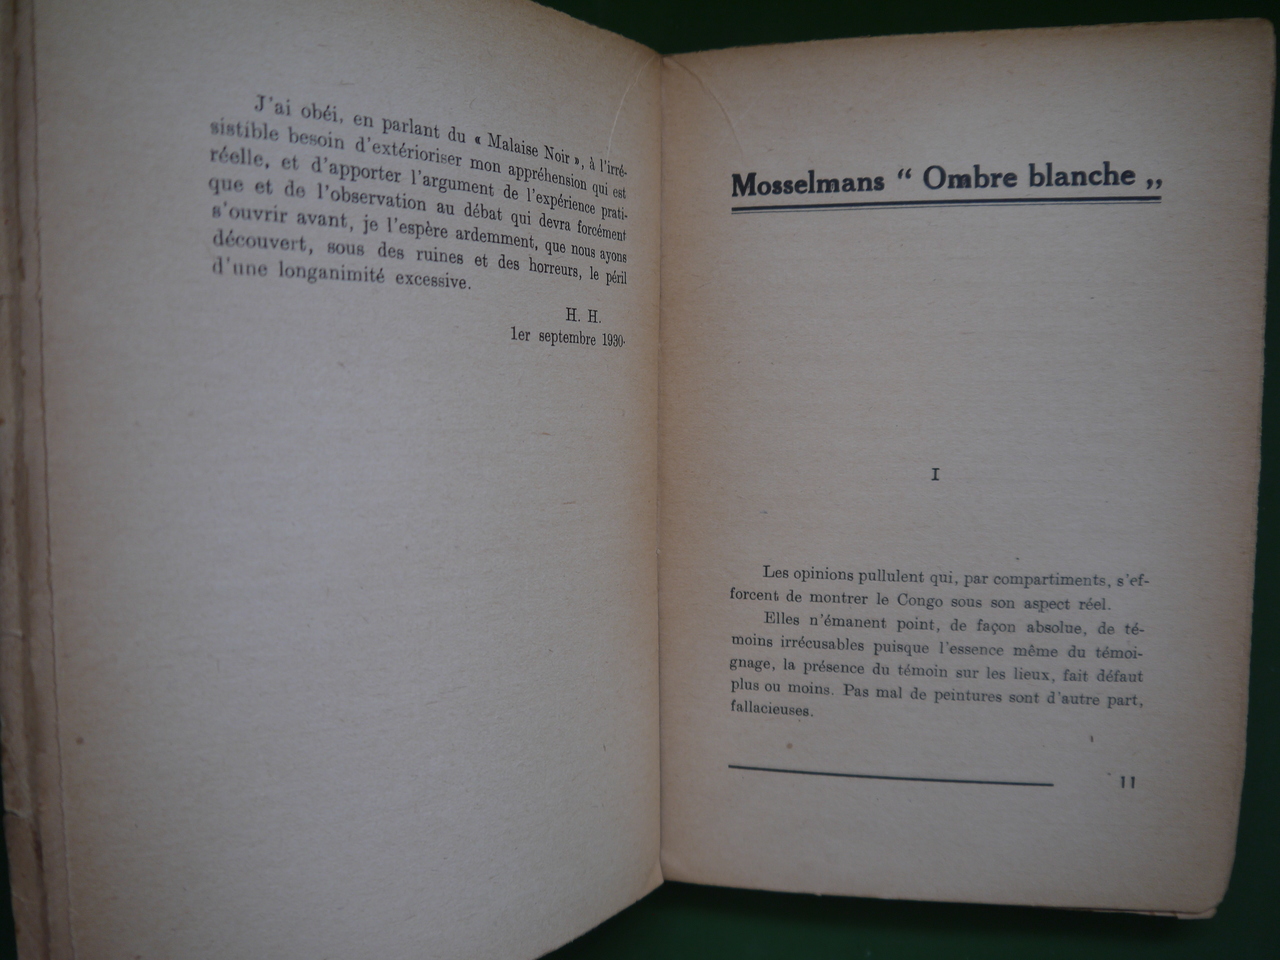 J'ai obéi, en parlant du « Malaise Noir », à l'irré-
sistible besoin d'extérioriser mon appréhension qui est
réelle, et d'apporter l'argument de l'expérience prati-
que et de l'observation au débat qui devra forcément
s'ouvrir avant, je l'espère ardemment, que nous ayons
découvert, sous des ruines et des horreurs, le péril
d'une longanimité excessive.
H. H.
1er septembre 1930.
Mosselmans “ Ombre blanche „
I
Les opinions pullulent qui, par compartiments, s'ef-
forcent de montrer le Congo sous son aspect réel.
Elles n'émanent point, de façon absolue, de té-
moins irrécusables puisque l'essence même du témoi-
gnage, la présence du témoin sur les lieux, fait défaut
plus ou moins. Pas mal de peintures sont d'autre part,
fallacieuses.
11